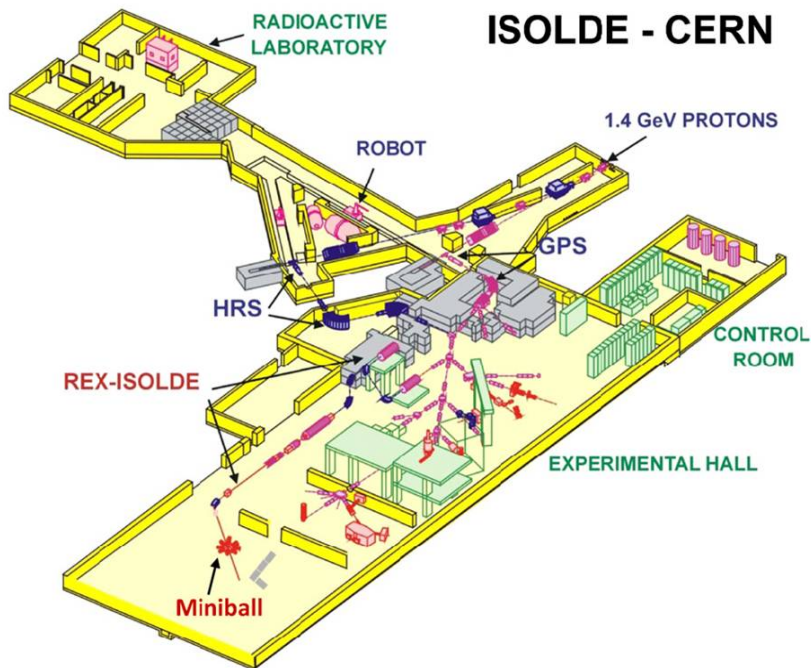 ISOLDE - CERN
RADIOACTIVE
LABORATORY
1.4 GeV PROTONS
ROBOT
GPS
HRS
CONTROL
ROOM
REX-ISOLDE
EXPERIMENTAL HALL
Miniball